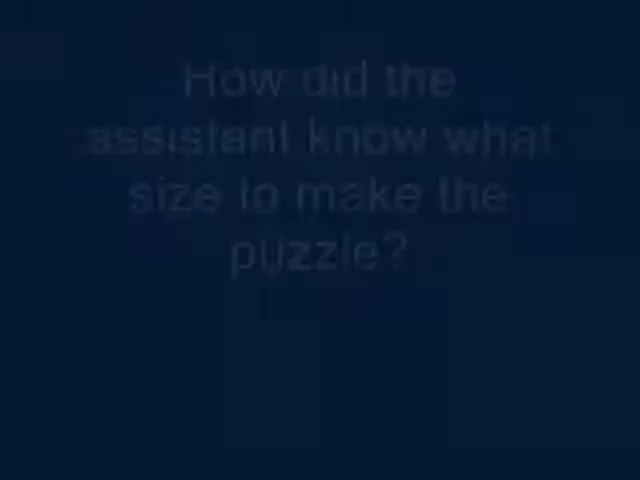 How did the
assistant know what
size to make the
puzzle?